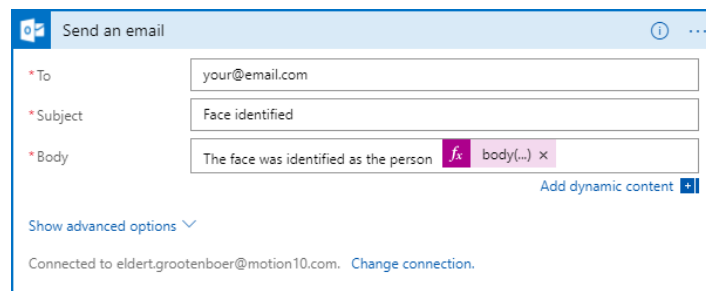 Send an email
* To
your@email.com
* Subject
Face identified
* Body
The face was identified as the person fx body(...) ×
Add dynamic content
Show advanced options
Connected to eldert.grootenboer@motion10.com. Change connection.